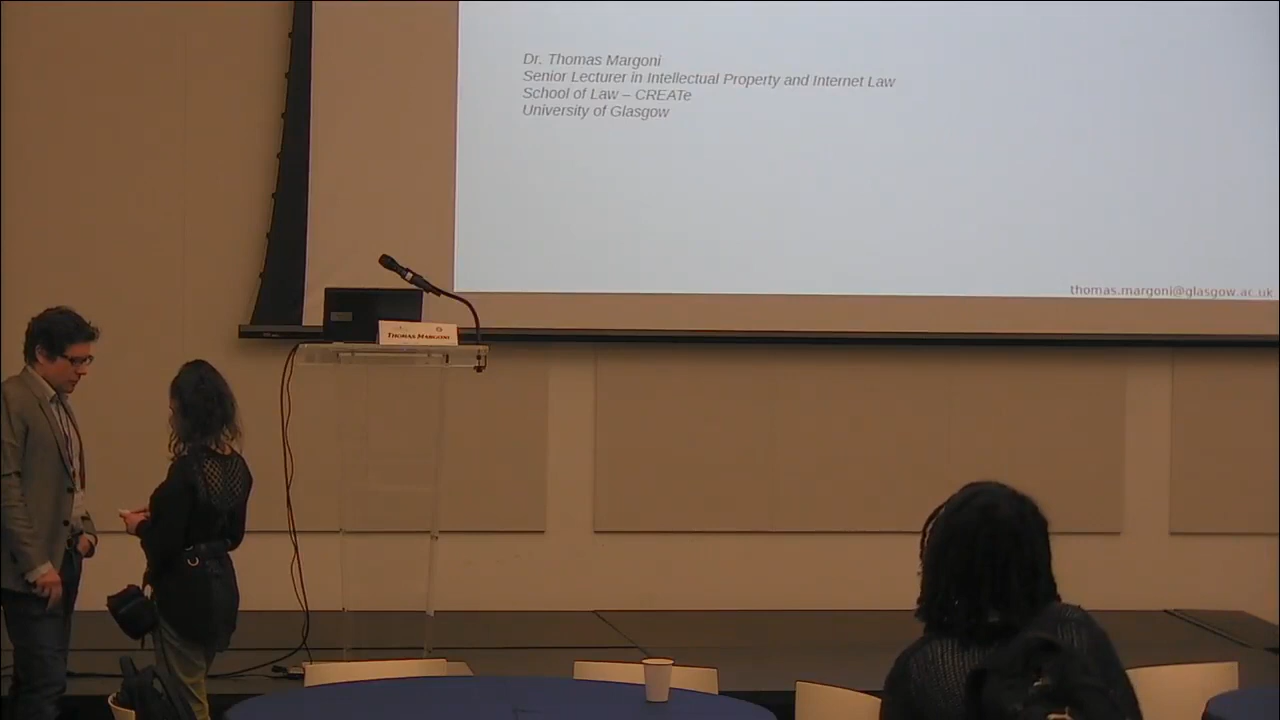 Dr. Thomas Margoni
Senior Lecturer in Intellectual Property and Internet Law
School of Law – CREATe
University of Glasgow
thomas.margoni@glasgow.ac.uk
THOMAS MARGONI